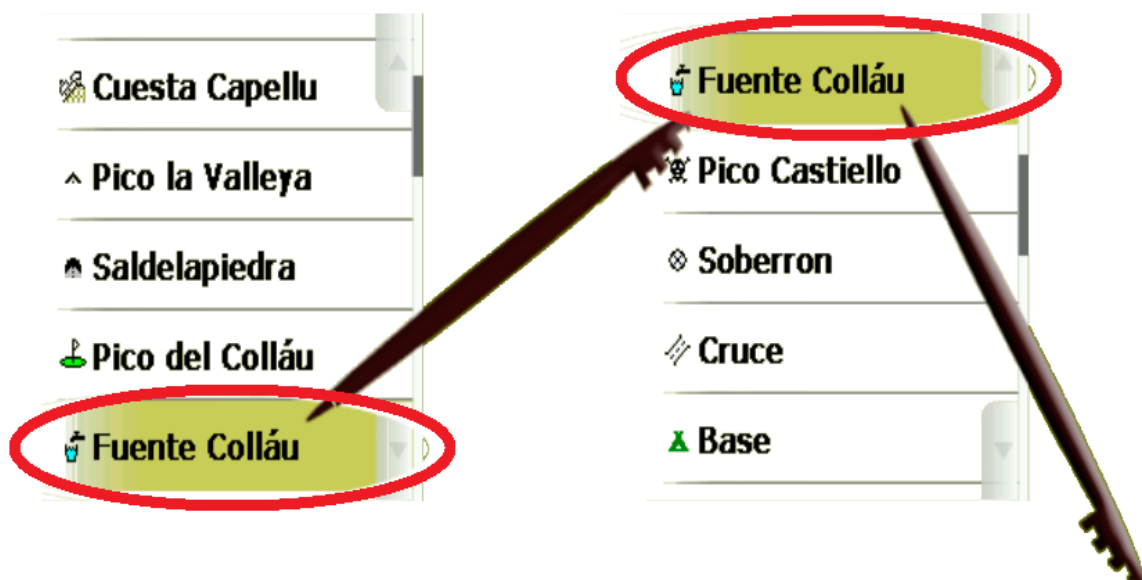 Cuesta Capellu
Pico la Valleya
Saldelapiedra
Pico del Colláu
Fuente Colláu
Fuente Colláu
Pico Castiello
Soberron
Cruce
Base